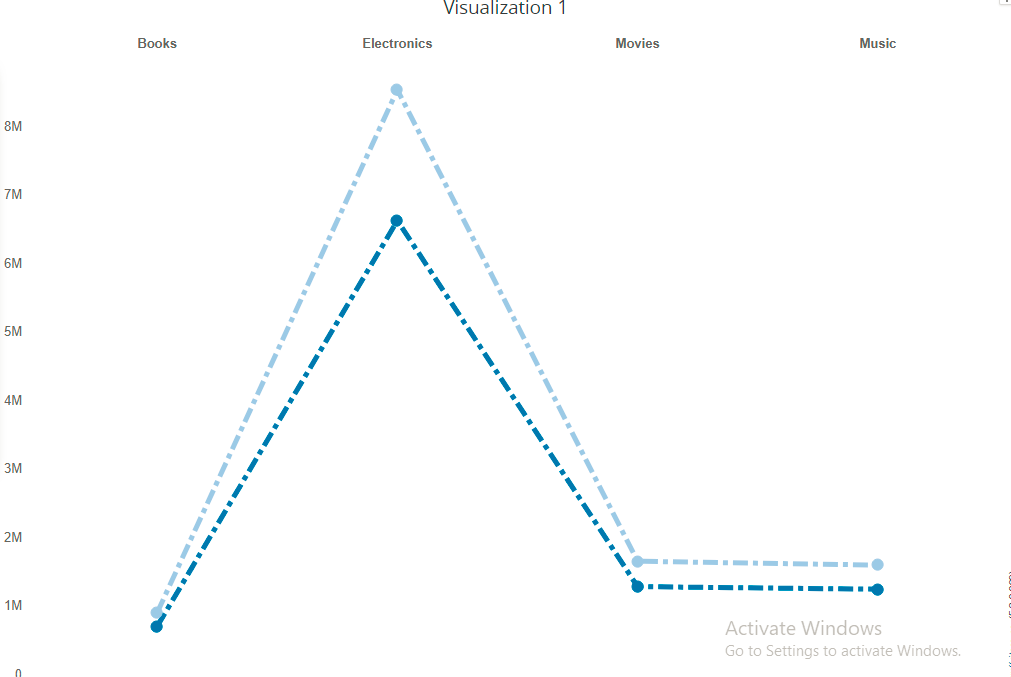 Visualization 1
Books Electronics Movies Music
8M
7M
6M
5M
4M
3M
2M
1M
0
Activate Windows
Go to Settings to activate Windows.